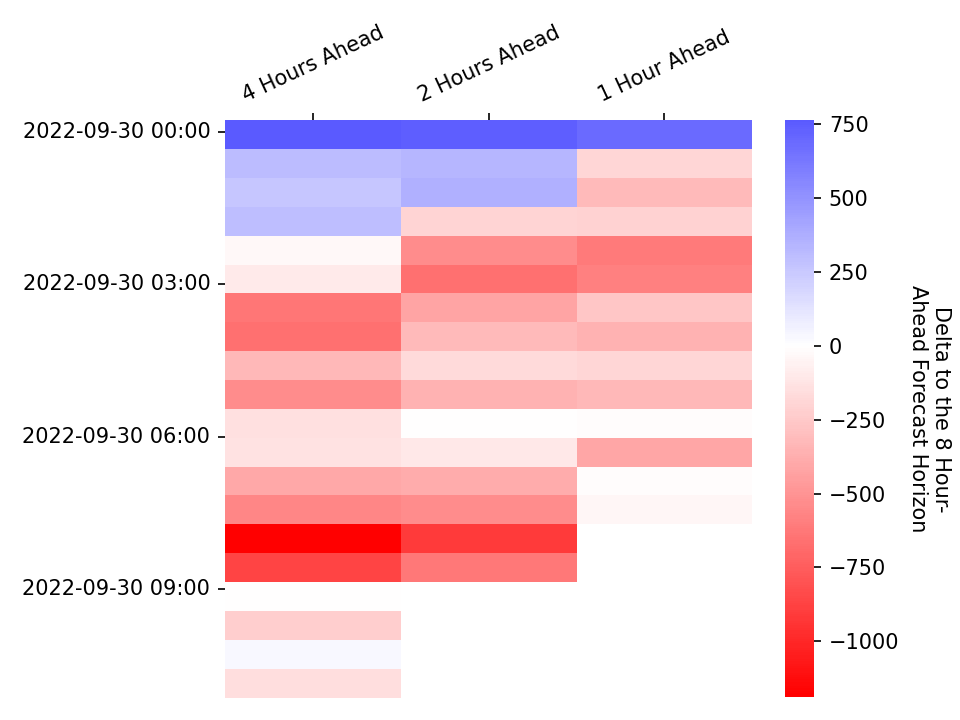 4 Hours Ahead
2 Hours Ahead
1 Hour Ahead
2022-09-30 00:00
2022-09-30 03:00
2022-09-30 06:00
2022-09-30 09:00
750
500
250
0
−250
−500
−750
−1000
Delta to the 8 Hour-
Ahead Forecast Horizon